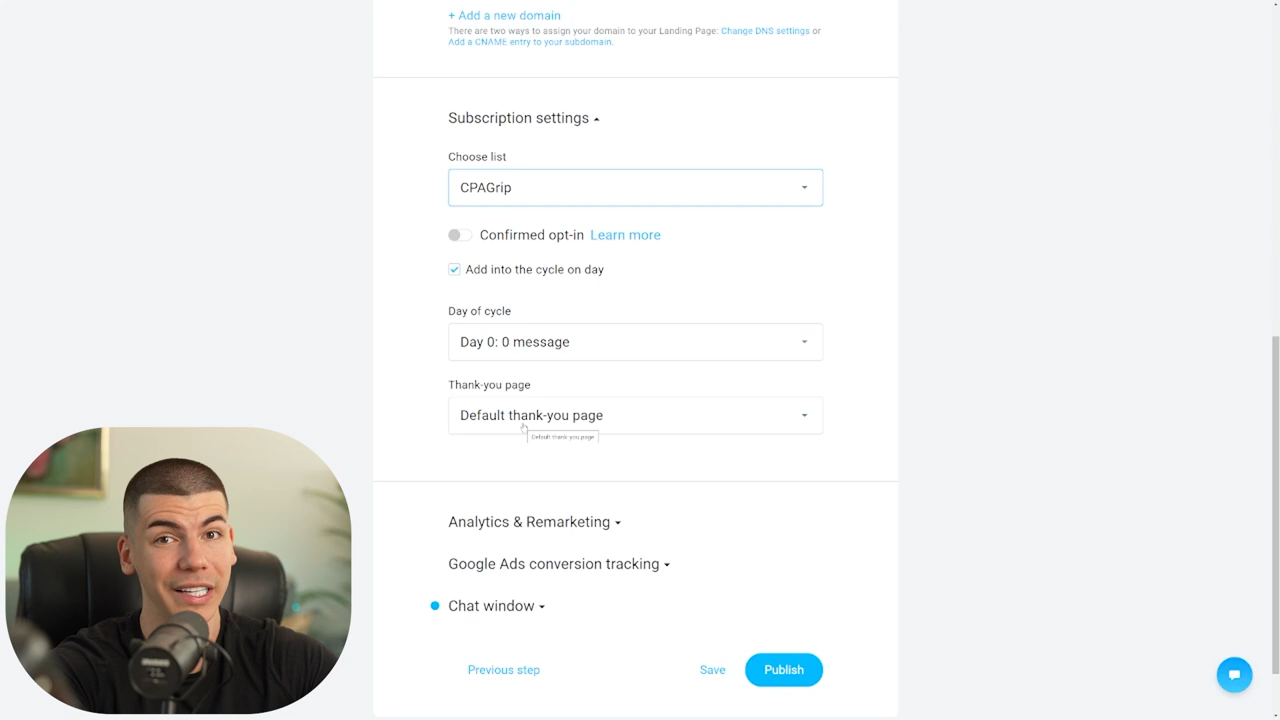 + Add a new domain
There are two ways to assign your domain to your Landing Page: Change DNS settings or
Add a CNAME entry to your subdomain.
Subscription settings
Choose list
CPAGrip
Confirmed opt-in Learn more
Add into the cycle on day
Day of cycle
Day 0: 0 message
Thank-you page
Default thank-you page
Default thank-you page
Analytics & Remarketing
Google Ads conversion tracking
Chat window
Previous step
Save
Publish